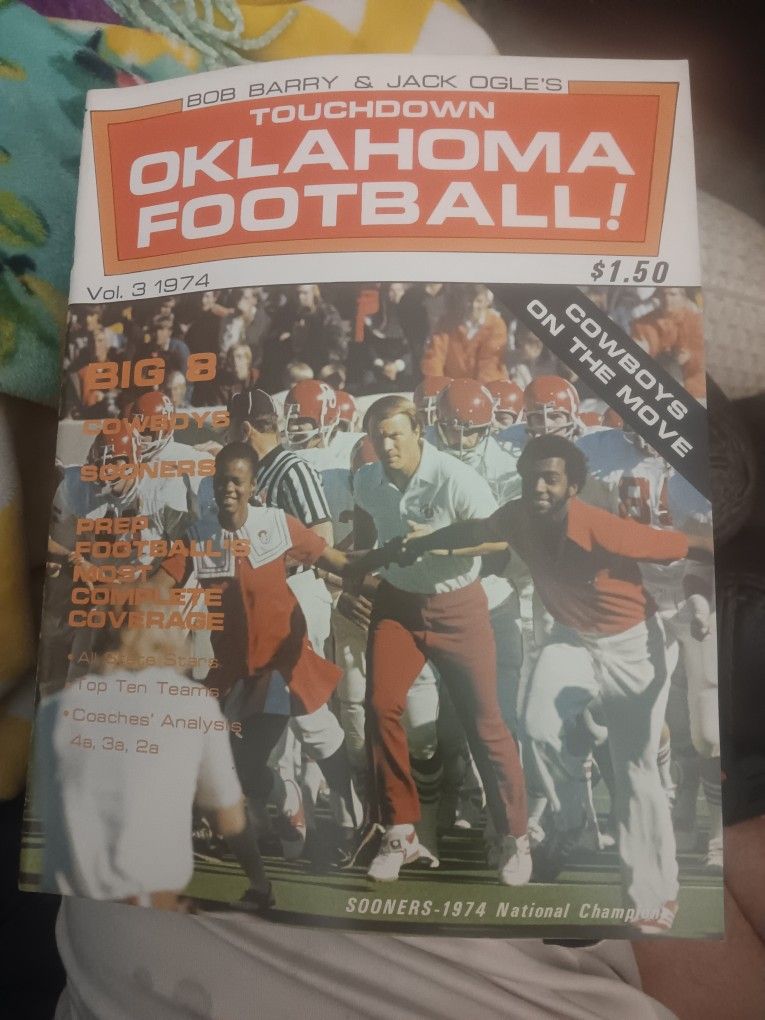 BOB BARRY & JACK OGLE'S
TOUCHDOWN
OKLAHOMA
FOOTBALL!
Vol. 3 1974
$1.50
COWBOYS
ON THE MOVE
BIG 8
COWBOYS
SOONERS
PREP
FOOTBALL'S
MOST
COMPLETE
COVERAGE
• All State Stars
• Top Ten Teams
• Coaches' Analysis
4a, 3a, 2a
SOONERS-1974 National Champions